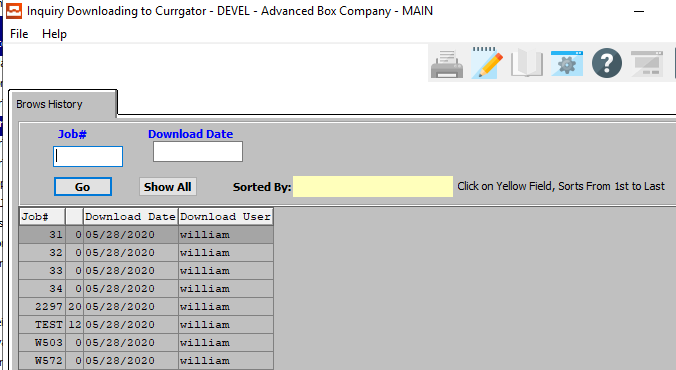 Inquiry Downloading to Currgator - DEVEL - Advanced Box Company - MAIN
File Help
Brows History
Job# Download Date
Go Show All Sorted By: Click on Yellow Field, Sorts From 1st to Last
Job# Download Date Download User
31 0 05/28/2020 william
32 0 05/28/2020 william
33 0 05/28/2020 william
34 0 05/28/2020 william
2297 20 05/28/2020 william
TEST 12 05/28/2020 william
W503 0 05/28/2020 william
W572 0 05/28/2020 william